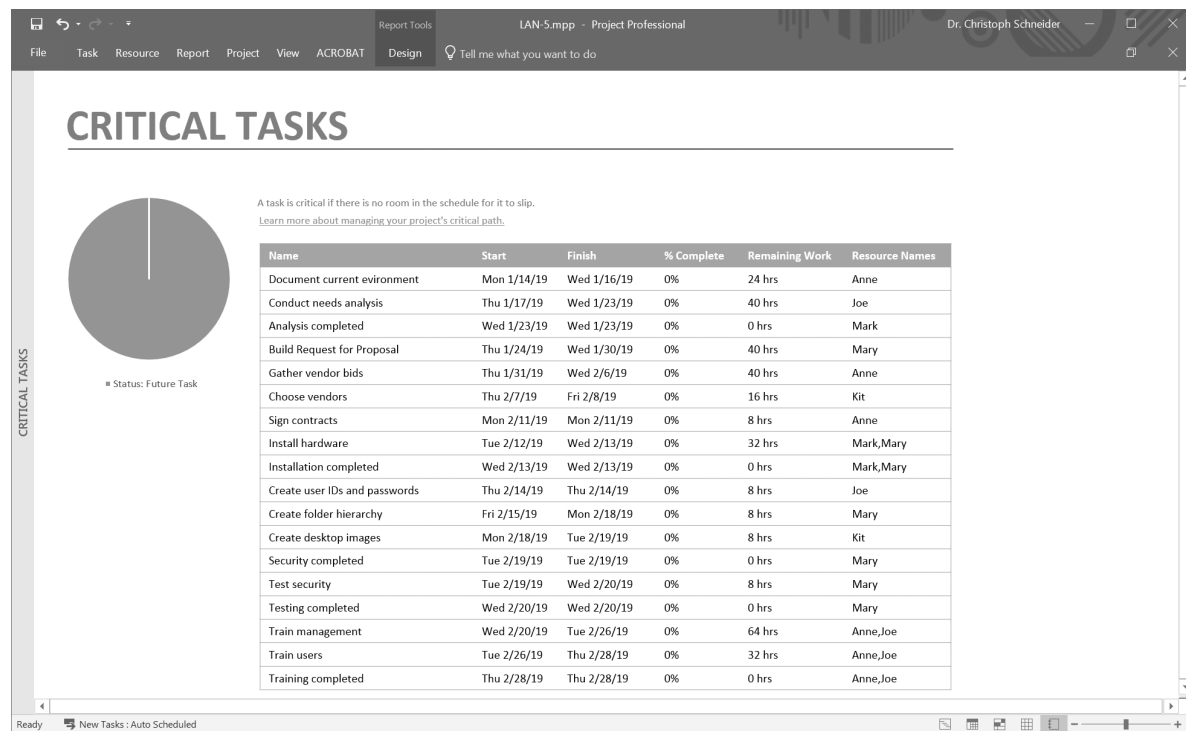 Report Tools
LAN-5.mpp - Project Professional
Dr. Christoph Schneider
File Task Resource Report Project View ACROBAT Design Tell me what you want to do
CRITICAL TASKS
CRITICAL TASKS
A task is critical if there is no room in the schedule for it to slip.
Learn more about managing your project's critical path.
Status: Future Task
Name Start Finish % Complete Remaining Work Resource Names
Document current evironment Mon 1/14/19 Wed 1/16/19 0% 24 hrs Anne
Conduct needs analysis Thu 1/17/19 Wed 1/23/19 0% 40 hrs Joe
Analysis completed Wed 1/23/19 Wed 1/23/19 0% 0 hrs Mark
Build Request for Proposal Thu 1/24/19 Wed 1/30/19 0% 40 hrs Mary
Gather vendor bids Thu 1/31/19 Wed 2/6/19 0% 40 hrs Anne
Choose vendors Thu 2/7/19 Fri 2/8/19 0% 16 hrs Kit
Sign contracts Mon 2/11/19 Mon 2/11/19 0% 8 hrs Anne
Install hardware Tue 2/12/19 Wed 2/13/19 0% 32 hrs Mark,Mary
Installation completed Wed 2/13/19 Wed 2/13/19 0% 0 hrs Mark,Mary
Create user IDs and passwords Thu 2/14/19 Thu 2/14/19 0% 8 hrs Joe
Create folder hierarchy Fri 2/15/19 Mon 2/18/19 0% 8 hrs Mary
Create desktop images Mon 2/18/19 Tue 2/19/19 0% 8 hrs Kit
Security completed Tue 2/19/19 Tue 2/19/19 0% 0 hrs Mary
Test security Tue 2/19/19 Wed 2/20/19 0% 8 hrs Mary
Testing completed Wed 2/20/19 Wed 2/20/19 0% 0 hrs Mary
Train management Wed 2/20/19 Tue 2/26/19 0% 64 hrs Anne,Joe
Train users Tue 2/26/19 Thu 2/28/19 0% 32 hrs Anne,Joe
Training completed Thu 2/28/19 Thu 2/28/19 0% 0 hrs Anne,Joe
Ready New Tasks : Auto Scheduled